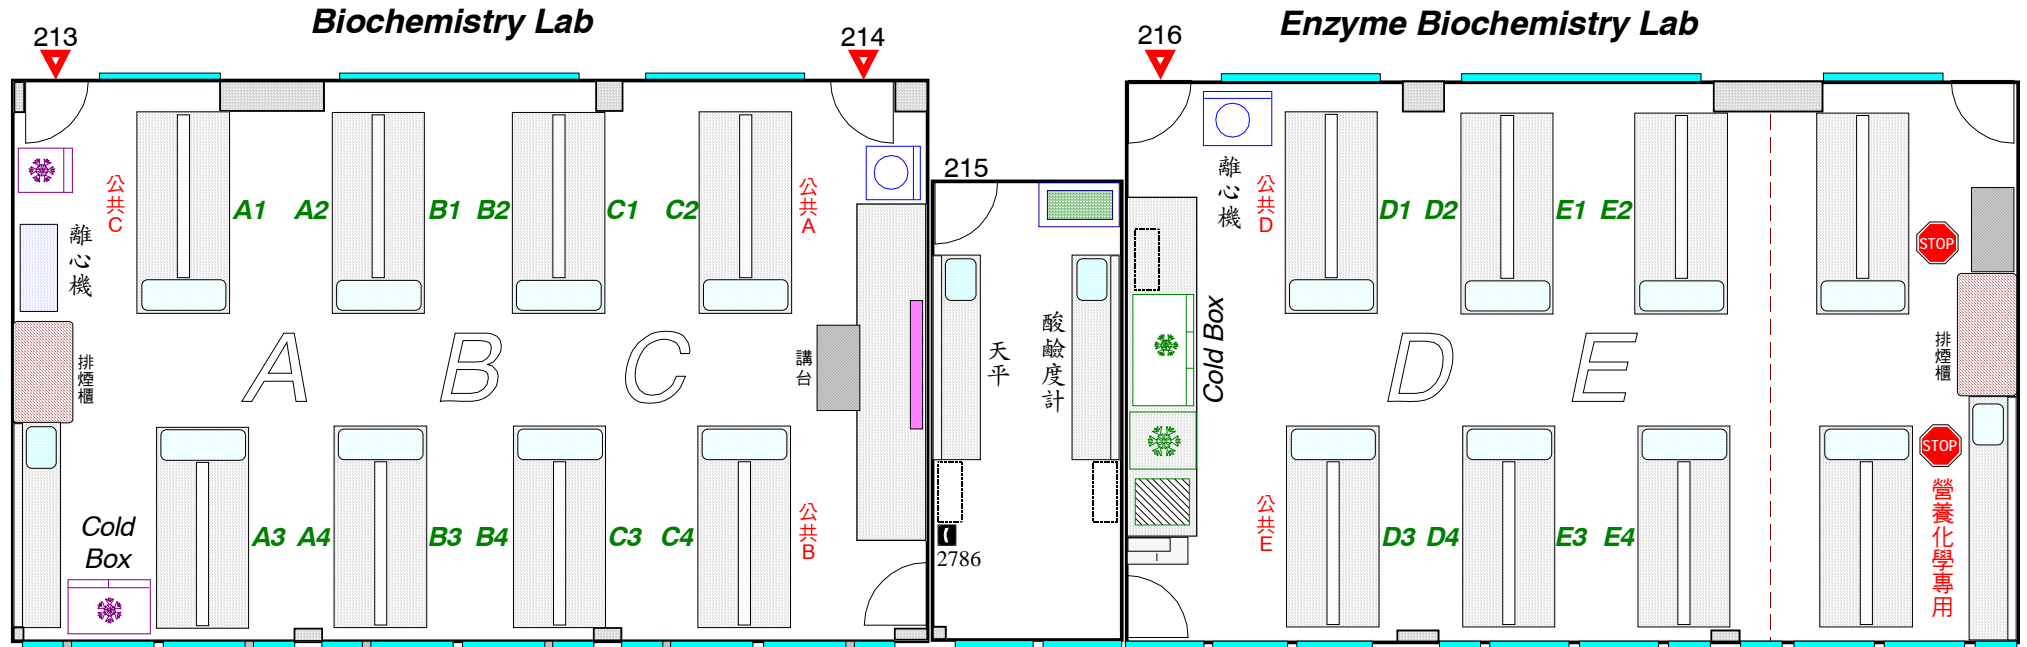 Biochemistry Lab
Enzyme Biochemistry Lab
213
214
216
215
公共C
A1
A2
B1
B2
C1
C2
公共A
離心機
離心機
公共D
D1
D2
E1
E2
STOP
排煙櫃
A
B
C
講台
天平
酸鹼度計
Cold Box
D
E
排煙櫃
STOP
Cold
Box
A3
A4
B3
B4
C3
C4
公共B
2786
公共E
D3
D4
E3
E4
營養化學專用